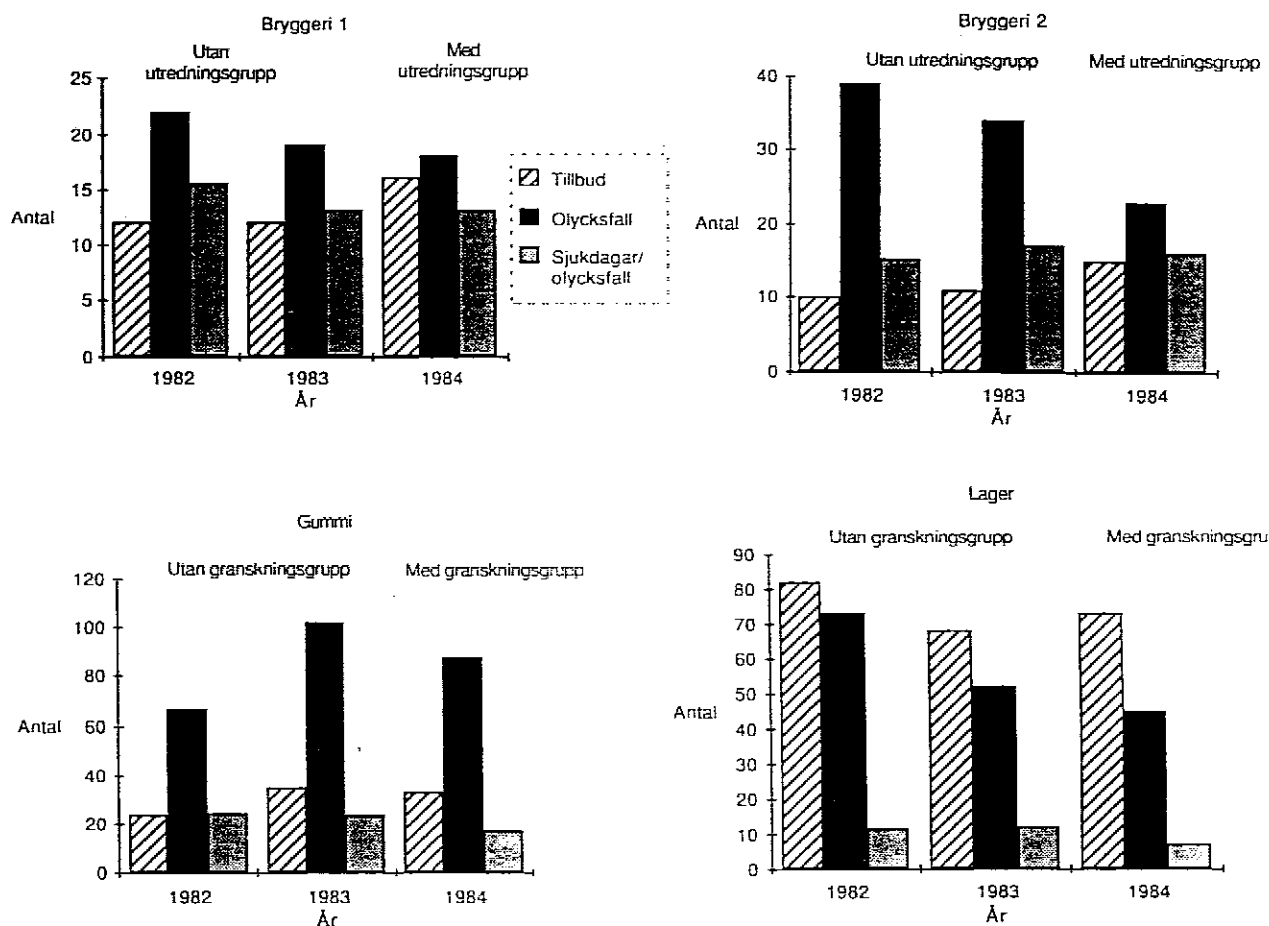 Bryggeri 1
Utan
utredningsgrupp
Med
utredningsgrupp
25
20
15
10
5
0
Antal
1982
1983
1984
År
Tillbud
Olycksfall
Sjukdagar/
olycksfall
Bryggeri 2
Utan utredningsgrupp
Med utredningsgrupp
40
30
20
10
0
Antal
1982
1983
1984
År
Gummi
Utan granskningsgrupp
Med granskningsgrupp
120
100
80
60
40
20
0
Antal
1982
1983
1984
År
Lager
Utan granskningsgrupp
Med granskningsgru
90
80
70
60
50
40
30
20
10
0
Antal
1982
1983
1984
År